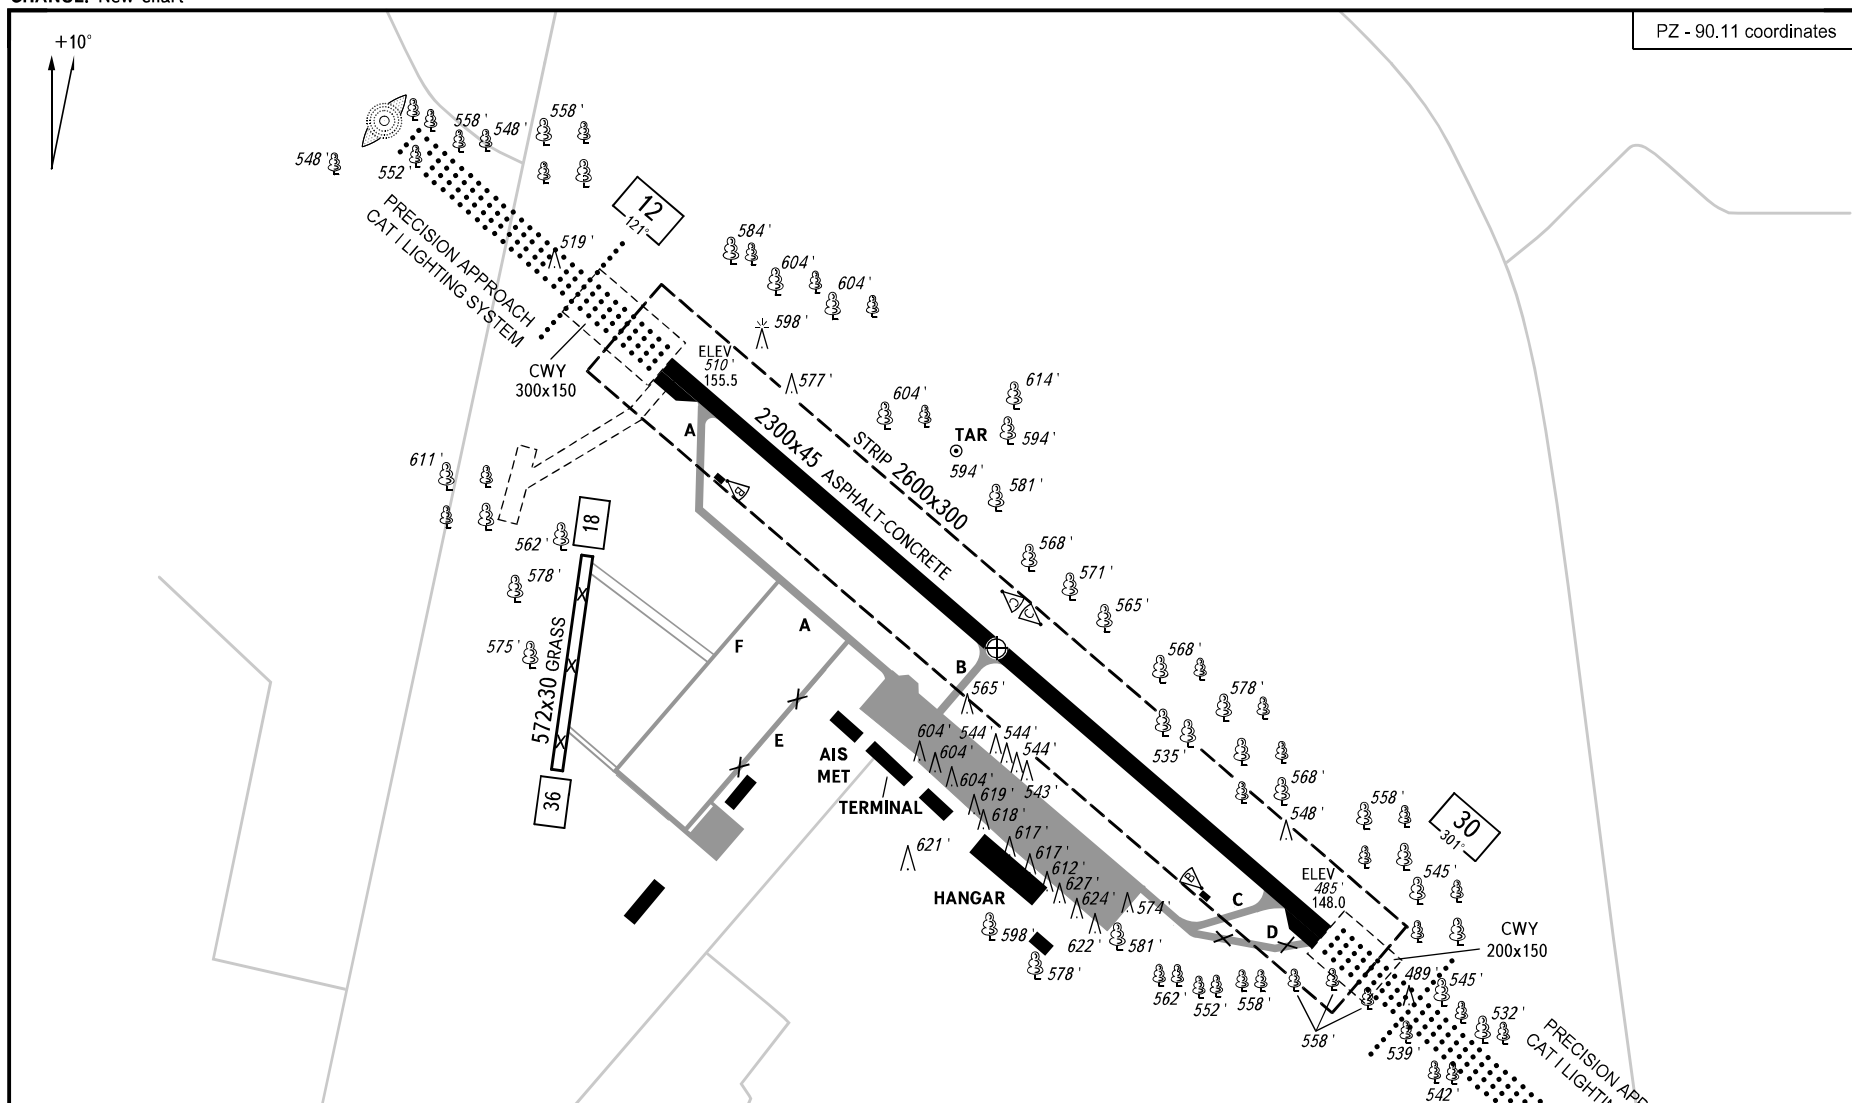 CHANGE: New chart
PZ - 90.11 coordinates
+10°
558'
548'
558'
548'
552'
12
121°
PRECISION APPROACH
CAT I LIGHTING SYSTEM
519'
584'
604'
604'
598'
ELEV
510'
155.5
CWY
300x150
577'
604'
614'
594'
TAR
594'
581'
A
2300x45 ASPHALT-CONCRETE
STRIP 2600x300
B
611'
18
562'
578'
575'
572x30 GRASS
36
568'
571'
565'
C
C
F
A
B
E
565'
568'
578'
535'
568'
548'
558'
30
301°
545'
604'
604'
604'
544'
544'
544'
543'
AIS
MET
TERMINAL
619'
618'
617'
617'
612'
627'
624'
622'
574'
581'
621'
HANGAR
598'
578'
B
C
D
ELEV
485'
148.0
CWY
200x150
489'
545'
532'
562'
552'
558'
558'
539'
542'
PRECISION APP
CAT I LIGHTIN